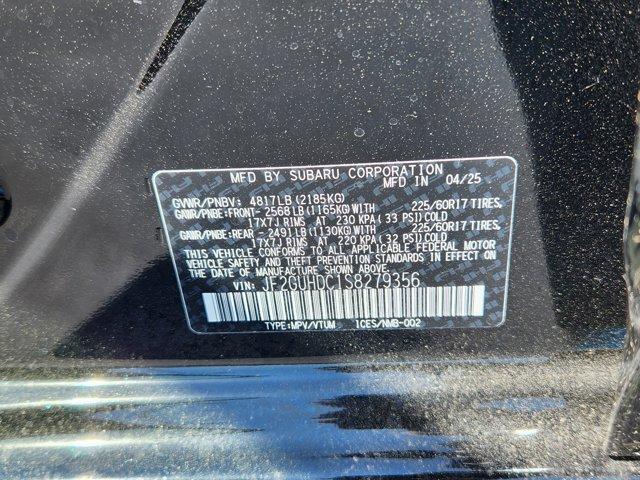 MFD BY SUBARU CORPORATION
MFD IN 04/25
GVWR/PNBV: 4817LB (2185KG)
GAWR/PNBE:FRONT- 2568LB(1165KG)WITH 225/60R17 TIRES,
17X7J RIMS AT 230 KPA (33 PSI)COLD
GAWR/PNBE:REAR -2491LB(1130KG)WITH 225/60R17 TIRES,
17X7J RIMS AT 220 KPA (32 PSI)COLD
THIS VEHICLE CONFORMS TO ALL APPLICABLE FEDERAL MOTOR
VEHICLE SAFETY STANDARDS IN EFFECT ON THE
DATE OF MANUFACTURE SHOWN ABOVE.
VIN: JF2GUHDC1S8279356
TYPE:MPV/VTUM ICES/NMB-002